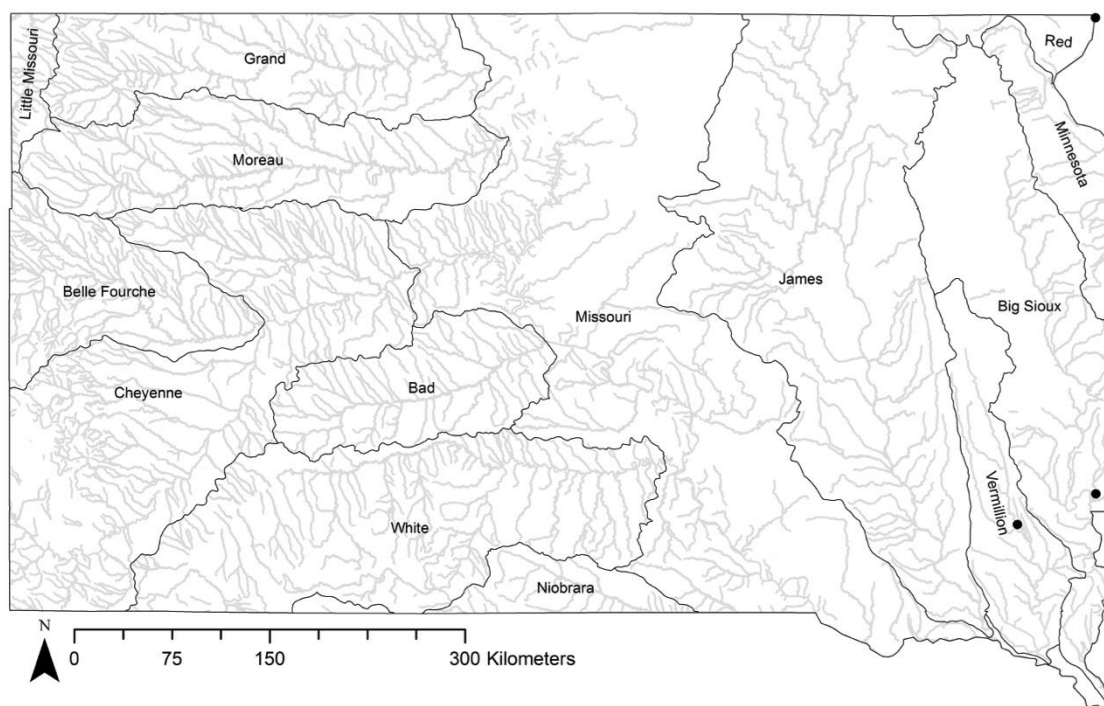 Red
Little Missouri
Grand
Moreau
Minnesota
James
Belle Fourche
Big Sioux
Missouri
Cheyenne
Bad
Vermillion
White
Niobrara
N
0 75 150 300 Kilometers